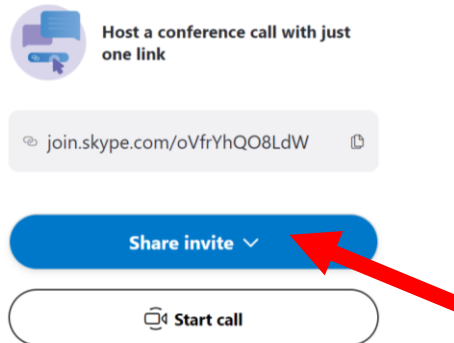 Host a conference call with just
one link
join.skype.com/oVfrYhQO8LdW
Share invite
Start call